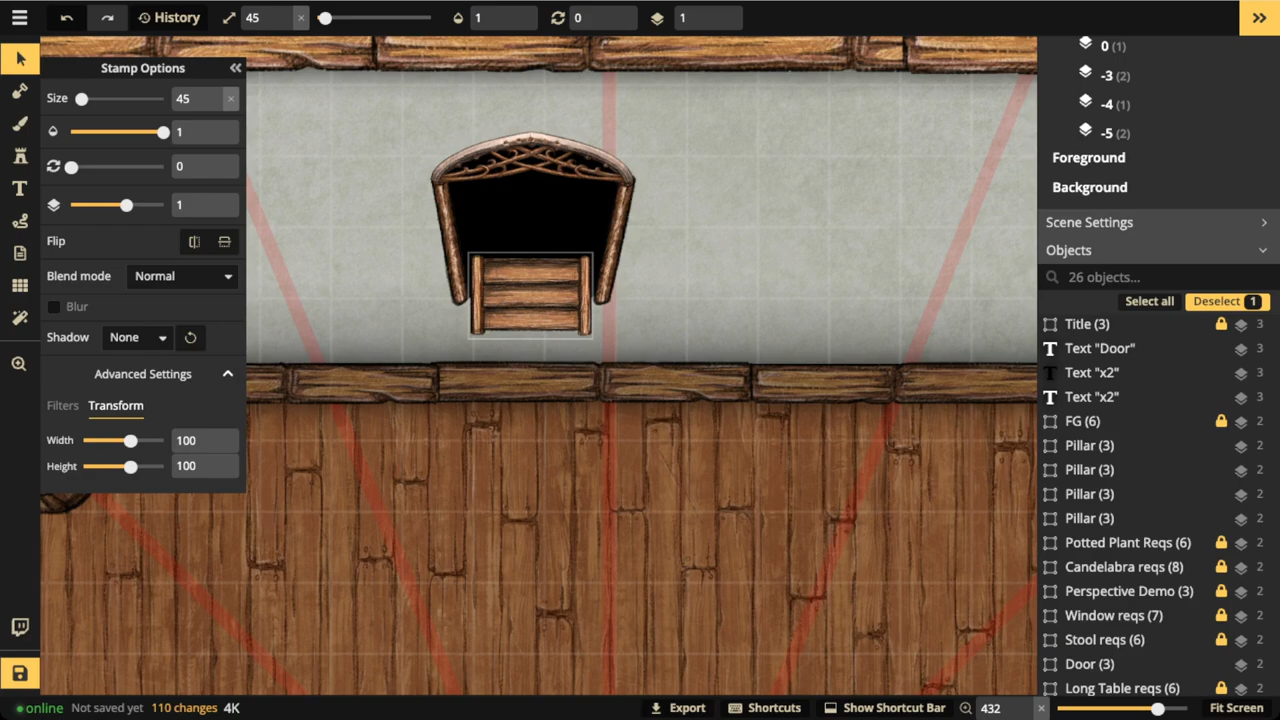 History
45
×
1
0
1
Stamp Options
Size
45
×
1
0
1
Flip
Blend mode
Normal
Blur
Shadow
None
Advanced Settings
Filters
Transform
Width
100
Height
100
0 (1)
-3 (2)
-4 (1)
-5 (2)
Foreground
Background
Scene Settings
Objects
26 objects...
Select all
Deselect 1
Title (3) 3
Text "Door" 3
Text "x2" 3
Text "x2" 3
FG (6) 2
Pillar (3) 2
Pillar (3) 2
Pillar (3) 2
Pillar (3) 2
Potted Plant Reqs (6) 2
Candelabra reqs (8) 2
Perspective Demo (3) 2
Window reqs (7) 2
Stool reqs (6) 2
Door (3) 2
Long Table reqs (6) 2
online
Not saved yet
110 changes
4K
Export
Shortcuts
Show Shortcut Bar
432
×
Fit Screen